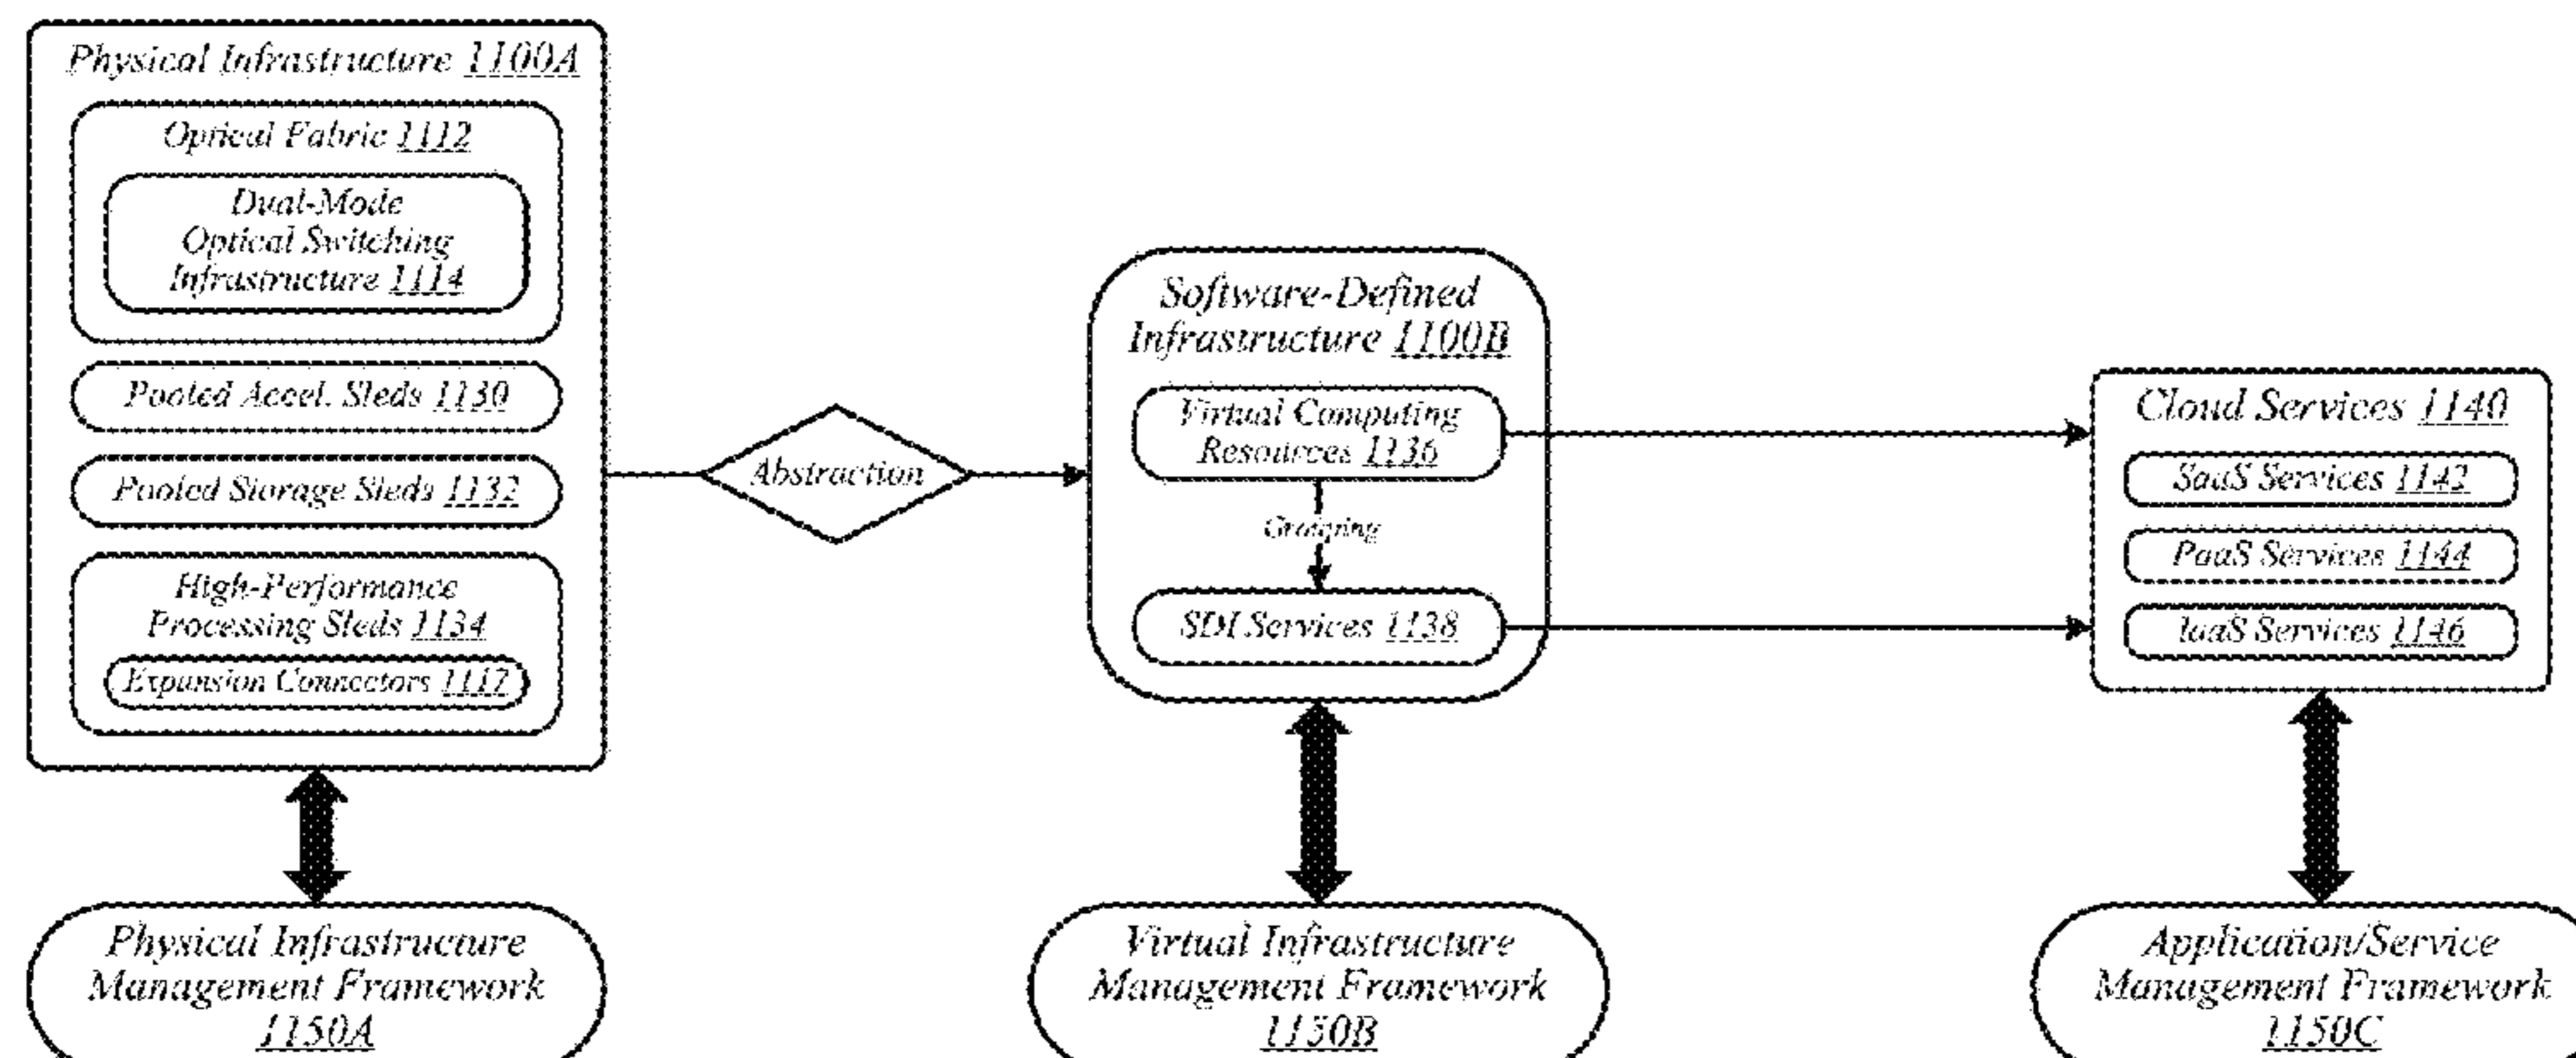 Physical Infrastructure 1100A
Optical Fabric 1112
Dual-Mode
Optical Switching
Infrastructure 1114
Pooled Accel. Sleds 1130
Pooled Storage Sleds 1132
High-Performance
Processing Sleds 1134
Expansion Connectors 1117
Abstraction
Software-Defined
Infrastructure 1100B
Virtual Computing
Resources 1136
Grouping
SDI Services 1138
Cloud Services 1140
SaaS Services 1142
PaaS Services 1144
IaaS Services 1146
Physical Infrastructure
Management Framework
1150A
Virtual Infrastructure
Management Framework
1150B
Application/Service
Management Framework
1150C